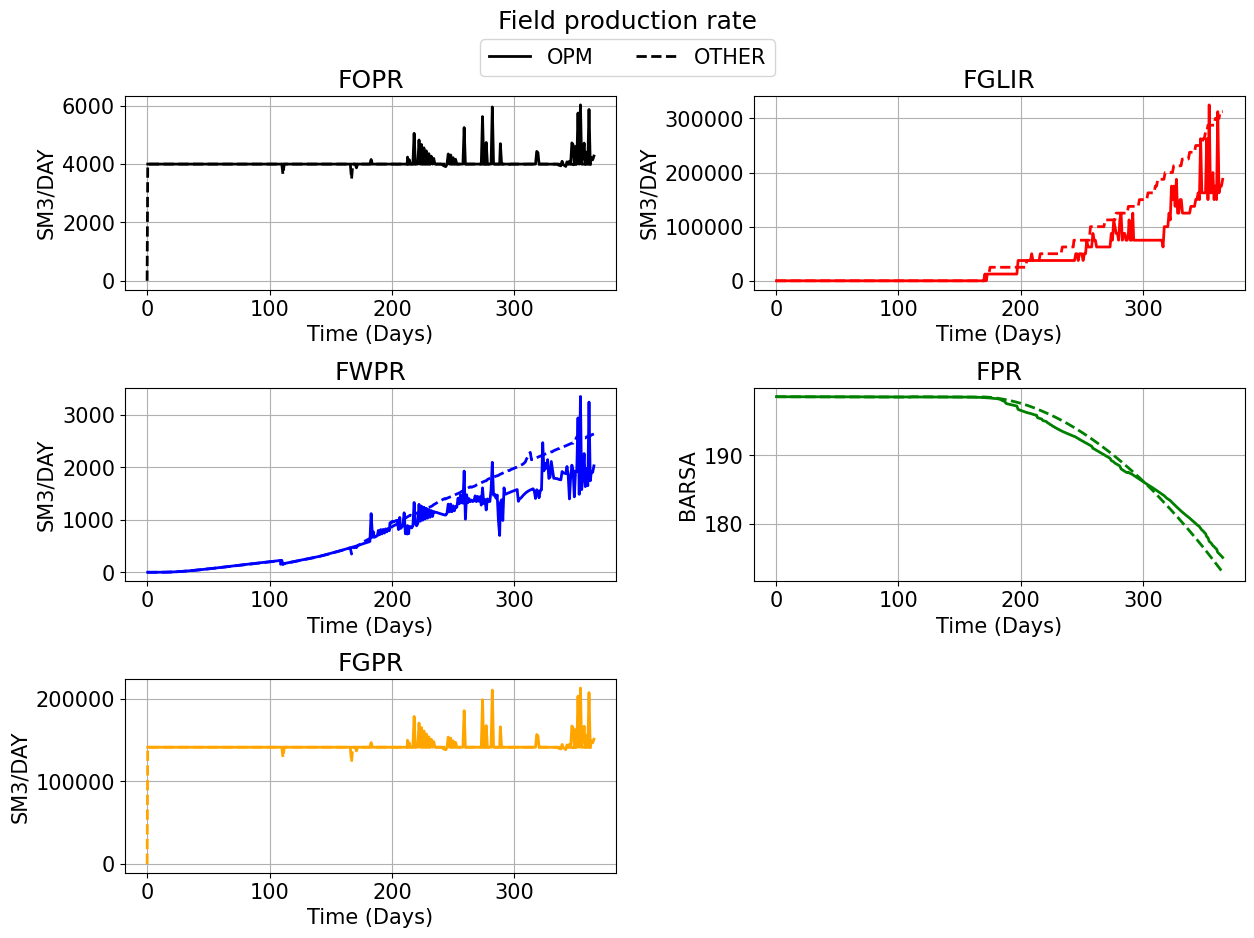 Field production rate
OPM OTHER
FOPR
6000
4000
2000
0
SM3/DAY
0 100 200 300
Time (Days)
FGLIR
300000
200000
100000
0
SM3/DAY
0 100 200 300
Time (Days)
FWPR
3000
2000
1000
0
SM3/DAY
0 100 200 300
Time (Days)
FPR
190
180
BARSA
0 100 200 300
Time (Days)
FGPR
200000
100000
0
SM3/DAY
0 100 200 300
Time (Days)